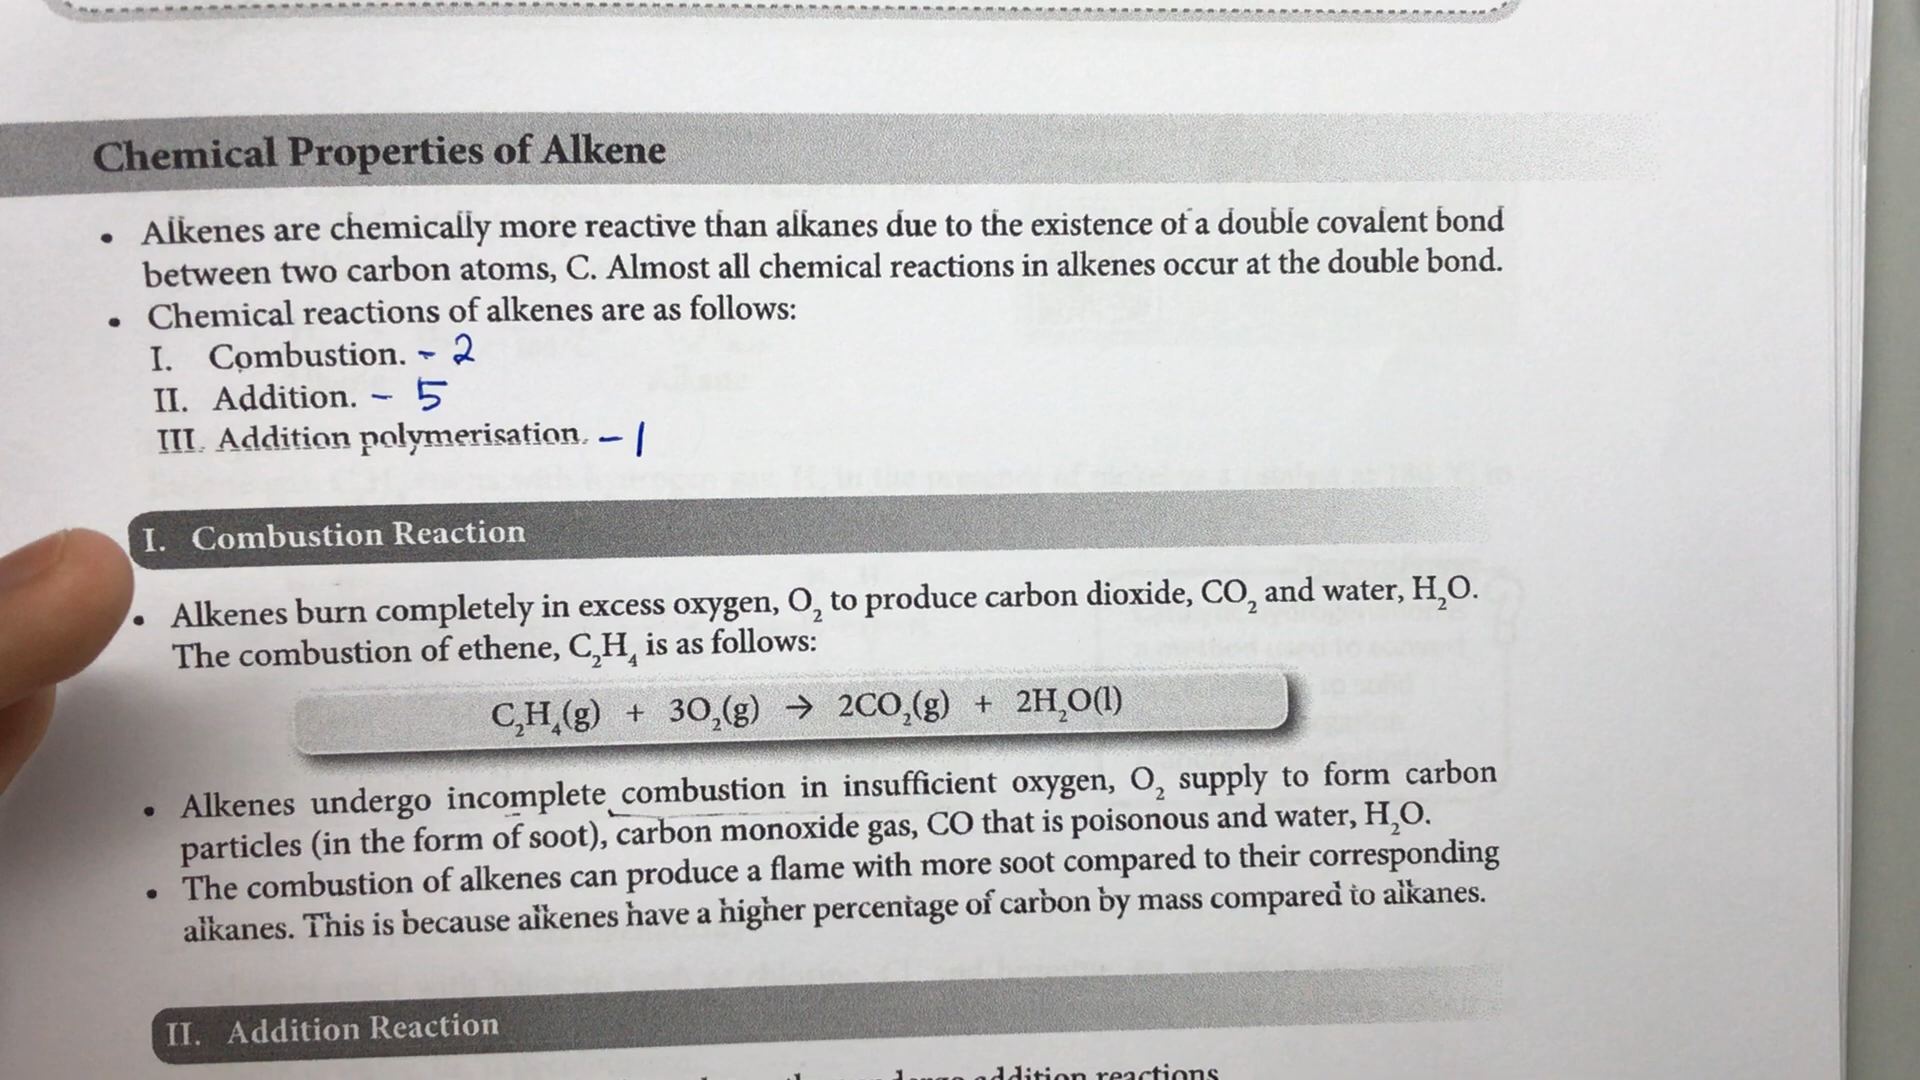 Chemical Properties of Alkene
• Alkenes are chemically more reactive than alkanes due to the existence of a double covalent bond
between two carbon atoms, C. Almost all chemical reactions in alkenes occur at the double bond.
• Chemical reactions of alkenes are as follows:
I. Combustion. - 2
II. Addition. - 5
III. Addition polymerisation. - 1
I. Combustion Reaction
• Alkenes burn completely in excess oxygen, O₂ to produce carbon dioxide, CO₂ and water, H₂O.
The combustion of ethene, C₂H₄ is as follows:
C₂H₄(g) + 3O₂(g) → 2CO₂(g) + 2H₂O(l)
• Alkenes undergo incomplete combustion in insufficient oxygen, O₂ supply to form carbon
particles (in the form of soot), carbon monoxide gas, CO that is poisonous and water, H₂O.
• The combustion of alkenes can produce a flame with more soot compared to their corresponding
alkanes. This is because alkenes have a higher percentage of carbon by mass compared to alkanes.
II. Addition Reaction
addition reactions